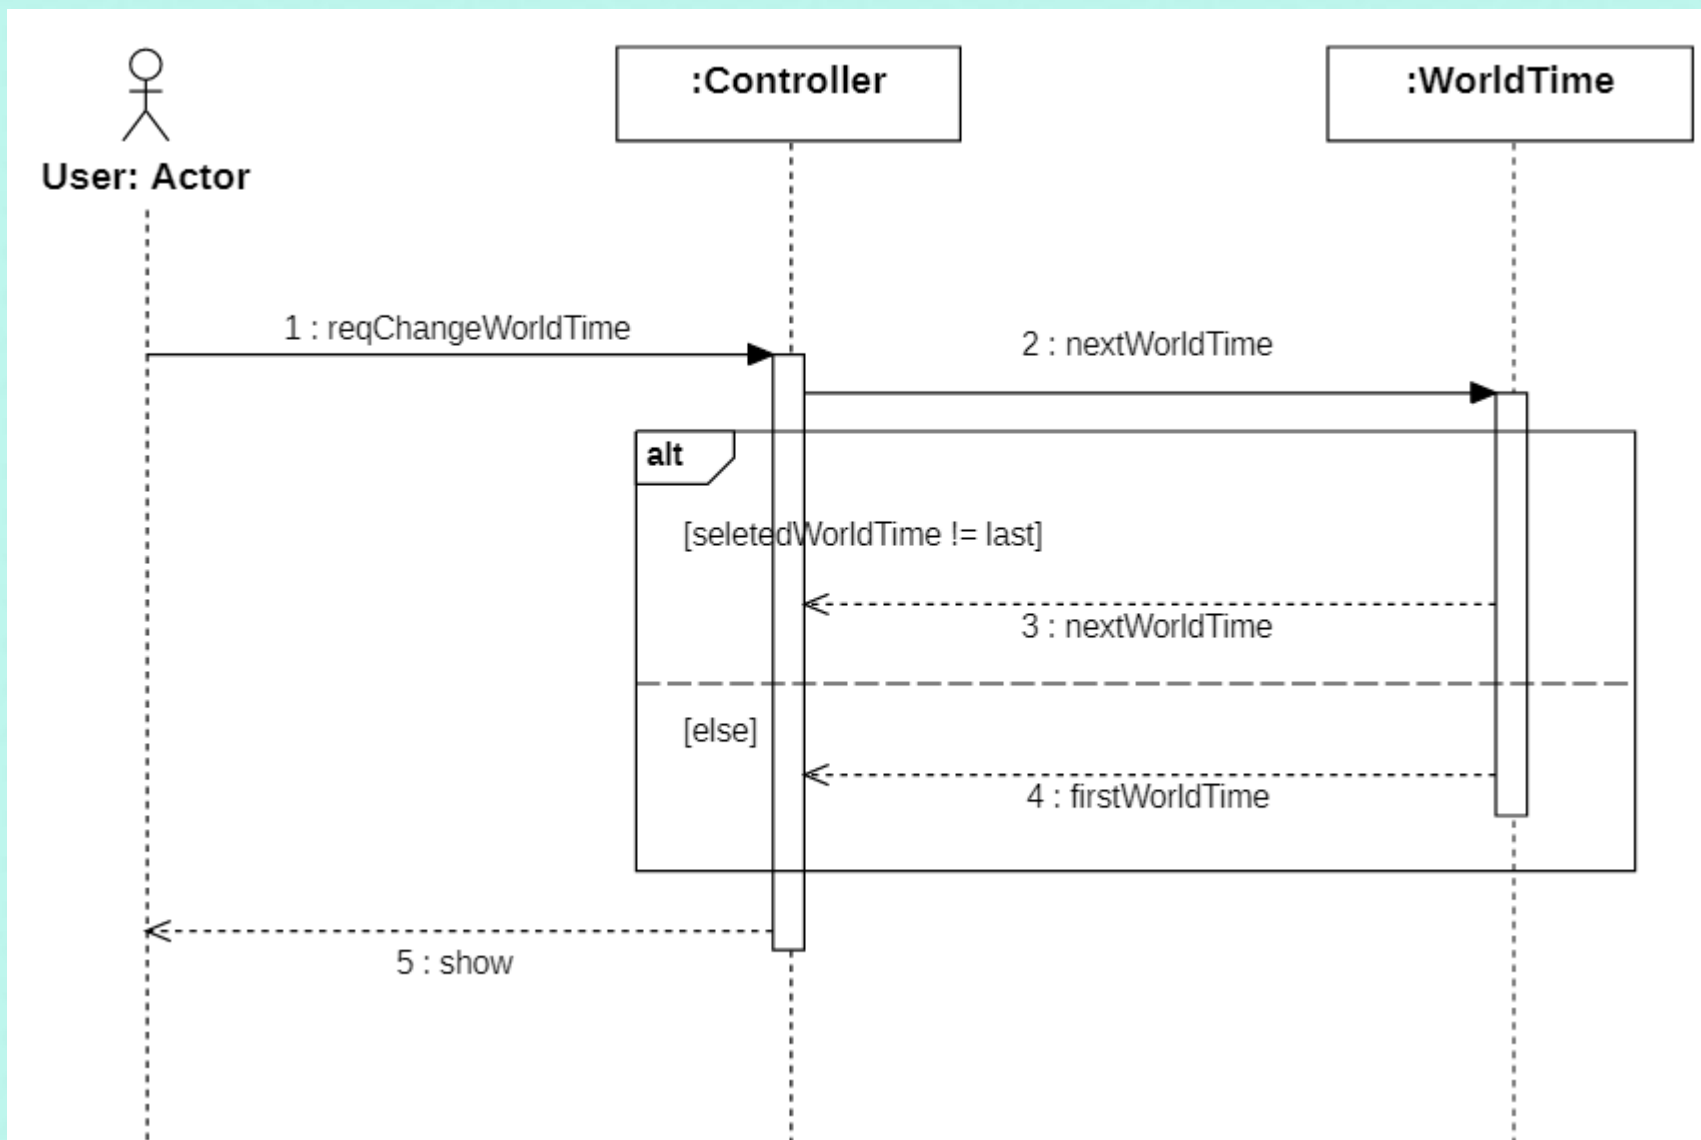 :Controller
:WorldTime
User: Actor
1 : reqChangeWorldTime
2 : nextWorldTime
alt
[seletedWorldTime != last]
3 : nextWorldTime
[else]
4 : firstWorldTime
5 : show